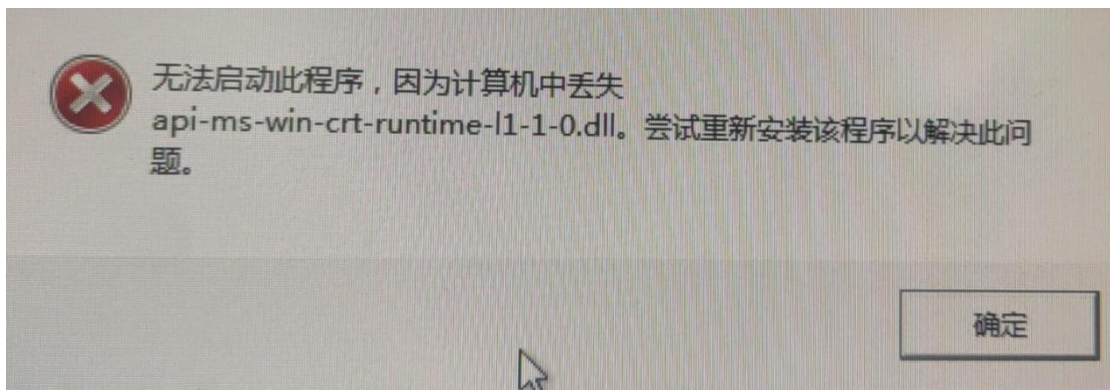 无法启动此程序，因为计算机中丢失
api-ms-win-crt-runtime-l1-1-0.dll。尝试重新安装该程序以解决此问
题。
确定